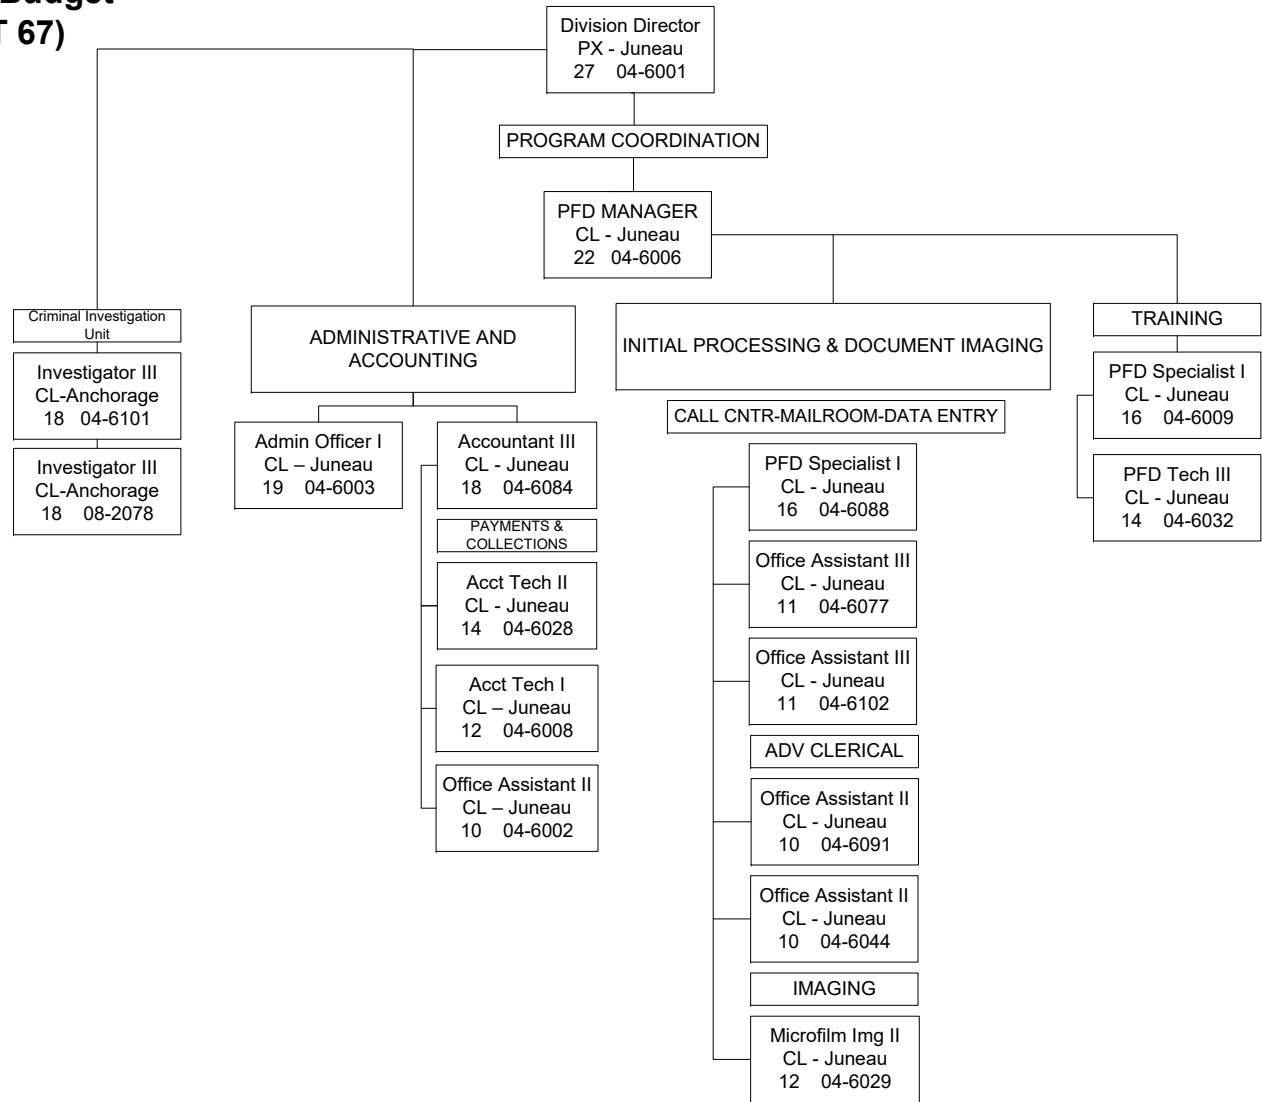 Budget
T 67)
Division Director
PX - Juneau
27 04-6001
PROGRAM COORDINATION
PFD MANAGER
CL - Juneau
22 04-6006
Criminal Investigation
Unit
Investigator III
CL-Anchorage
18 04-6101
Investigator III
CL-Anchorage
18 08-2078
ADMINISTRATIVE AND
ACCOUNTING
Admin Officer I
CL – Juneau
19 04-6003
Accountant III
CL - Juneau
18 04-6084
PAYMENTS &
COLLECTIONS
Acct Tech II
CL - Juneau
14 04-6028
Acct Tech I
CL – Juneau
12 04-6008
Office Assistant II
CL – Juneau
10 04-6002
INITIAL PROCESSING & DOCUMENT IMAGING
CALL CNTR-MAILROOM-DATA ENTRY
PFD Specialist I
CL - Juneau
16 04-6088
Office Assistant III
CL - Juneau
11 04-6077
Office Assistant III
CL - Juneau
11 04-6102
ADV CLERICAL
Office Assistant II
CL - Juneau
10 04-6091
Office Assistant II
CL - Juneau
10 04-6044
IMAGING
Microfilm Img II
CL - Juneau
12 04-6029
TRAINING
PFD Specialist I
CL - Juneau
16 04-6009
PFD Tech III
CL - Juneau
14 04-6032